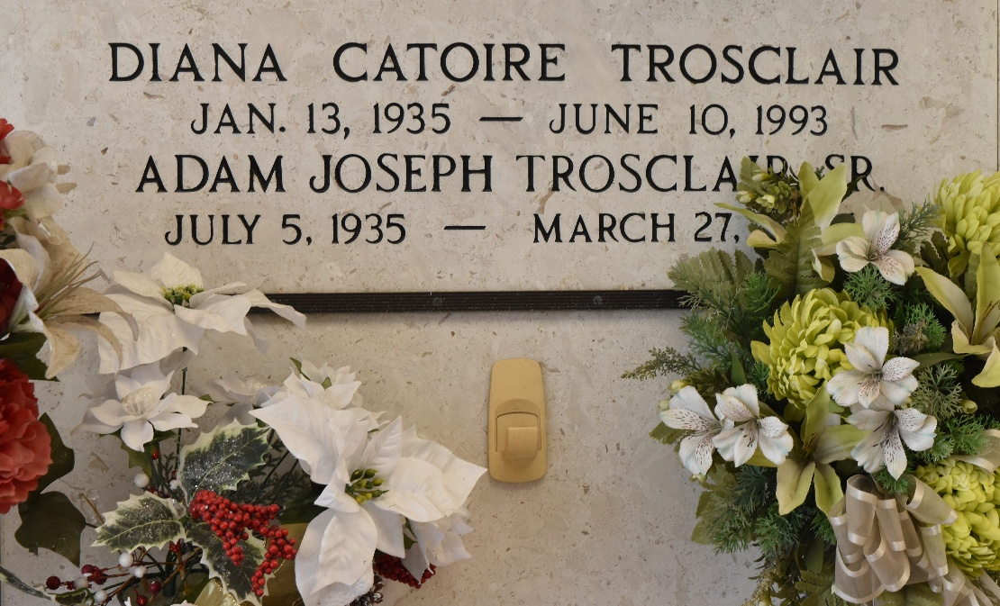 DIANA CATOIRE TROSCLAIR
JAN. 13, 1935 — JUNE 10, 1993
ADAM JOSEPH TROSCLAIR SR.
JULY 5, 1935 — MARCH 27,